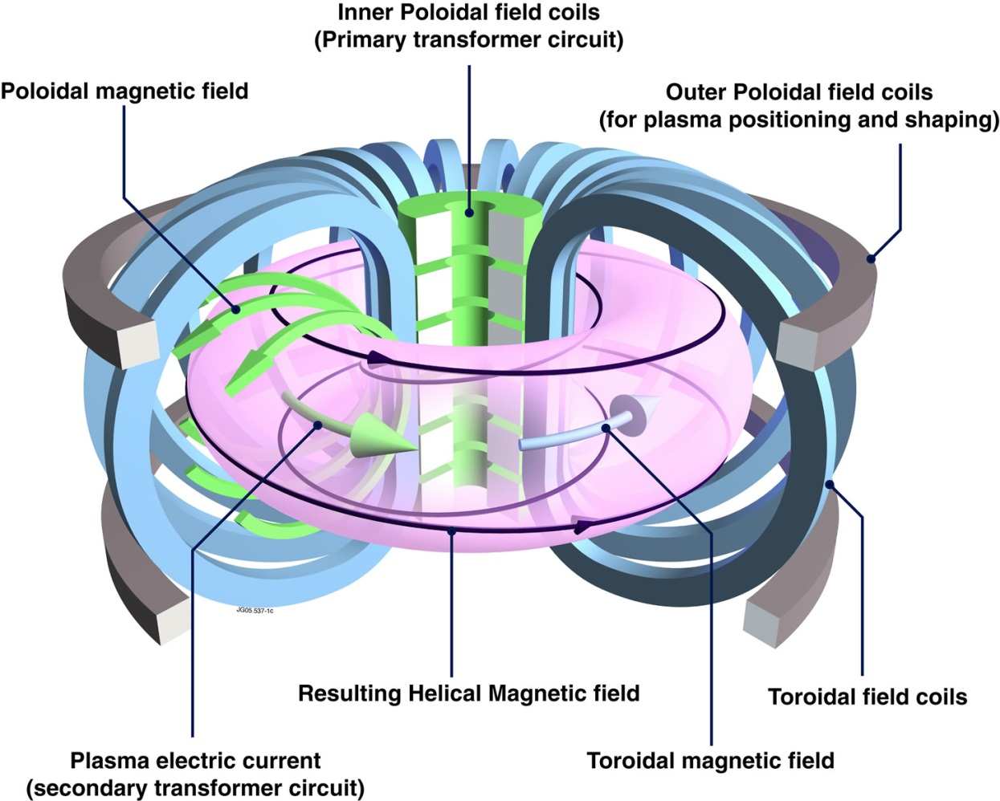 Inner Poloidal field coils
(Primary transformer circuit)
Poloidal magnetic field
Outer Poloidal field coils
(for plasma positioning and shaping)
JG05.537-1c
Resulting Helical Magnetic field
Toroidal field coils
Plasma electric current
(secondary transformer circuit)
Toroidal magnetic field